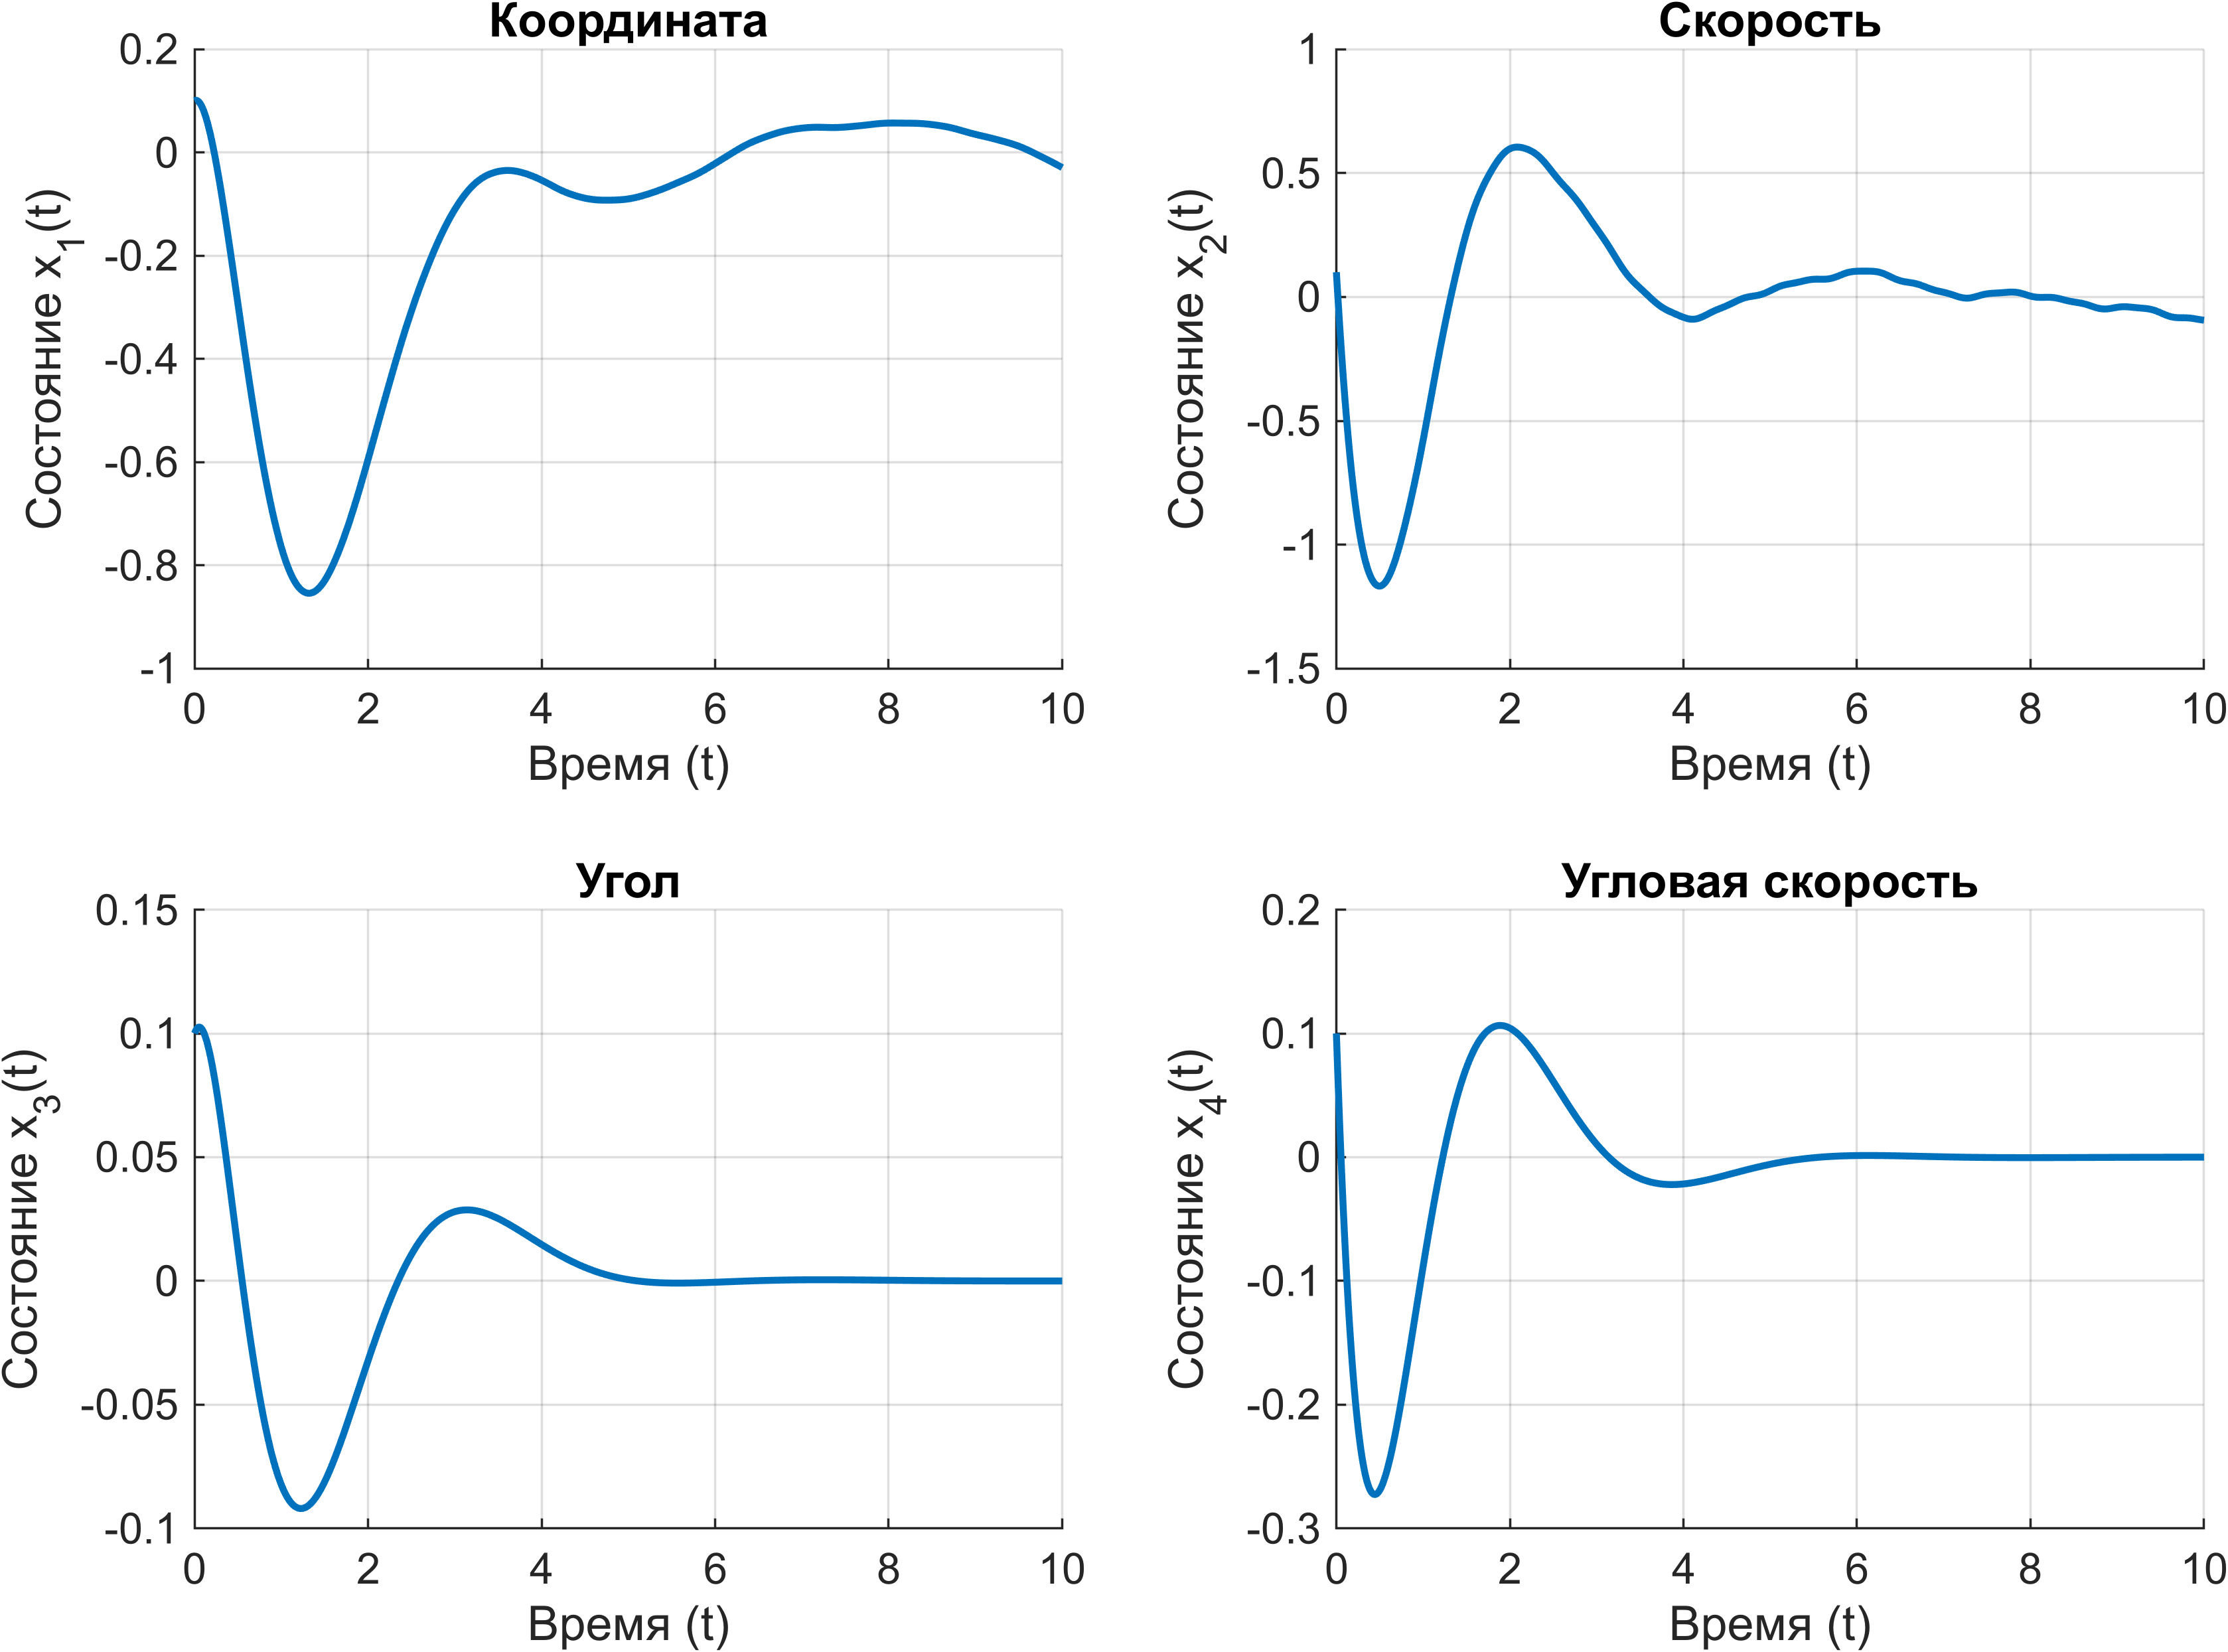 Координата
0.2
0
-0.2
-0.4
-0.6
-0.8
-1
Состояние x1(t)
0 2 4 6 8 10
Время (t)
Скорость
1
0.5
0
-0.5
-1
-1.5
Состояние x2(t)
0 2 4 6 8 10
Время (t)
Угол
0.15
0.1
0.05
0
-0.05
-0.1
Состояние x3(t)
0 2 4 6 8 10
Время (t)
Угловая скорость
0.2
0.1
0
-0.1
-0.2
-0.3
Состояние x4(t)
0 2 4 6 8 10
Время (t)